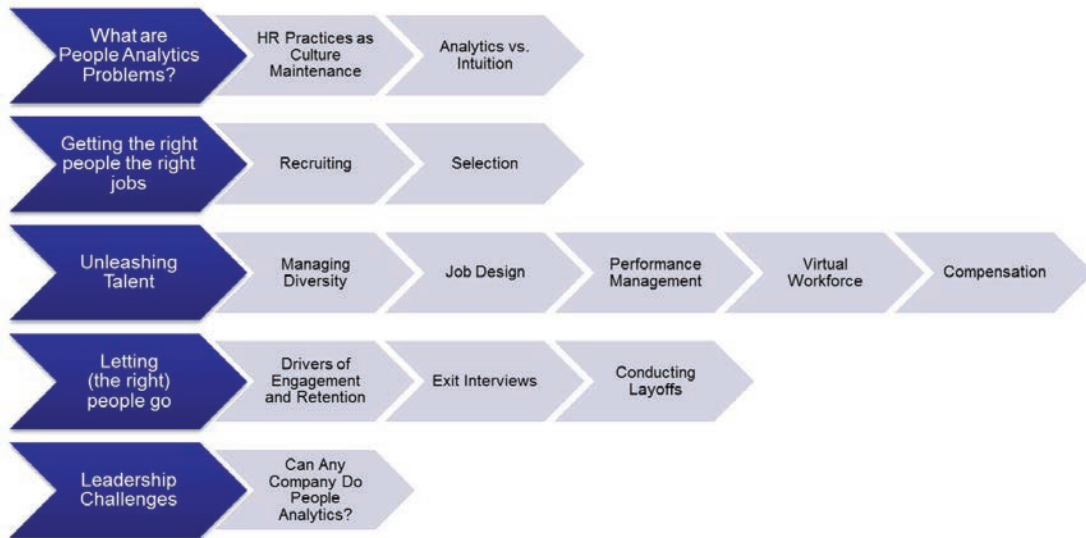 What are
People Analytics
Problems?
HR Practices as
Culture
Maintenance
Analytics vs.
Intuition
Getting the right
people the right
jobs
Recruiting
Selection
Unleashing
Talent
Managing
Diversity
Job Design
Performance
Management
Virtual
Workforce
Compensation
Letting
(the right)
people go
Drivers of
Engagement
and Retention
Exit Interviews
Conducting
Layoffs
Leadership
Challenges
Can Any
Company Do
People
Analytics?